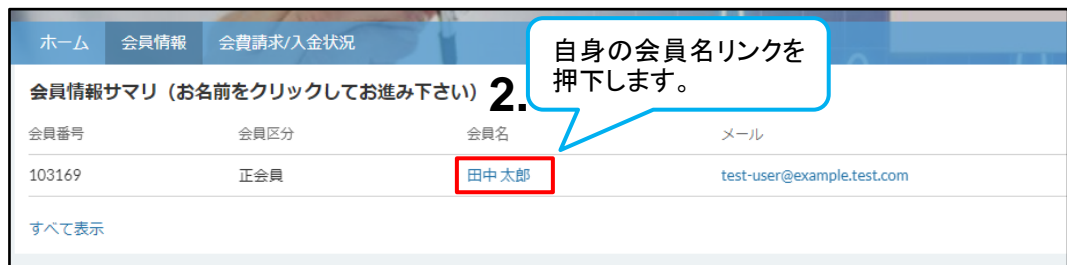 ホーム 会員情報 会費請求/入金状況
自身の会員名リンクを
押下します。
会員情報サマリ（お名前をクリックしてお進み下さい）
2.
会員番号 会員区分 会員名 メール
103169 正会員 田中 太郎 test-user@example.test.com
すべて表示